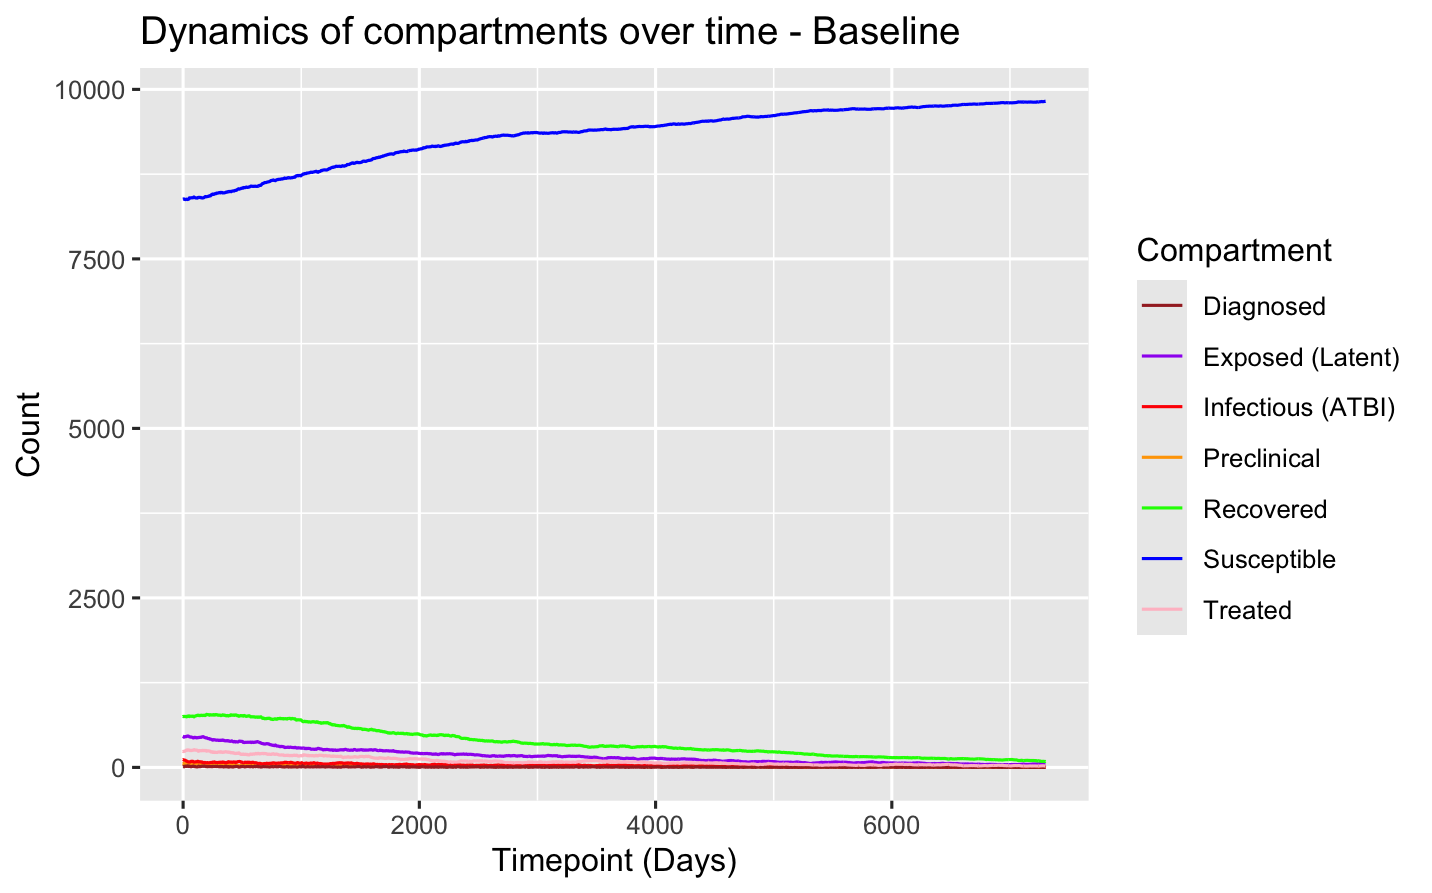 Dynamics of compartments over time - Baseline
10000
7500
5000
2500
0
Count
0 2000 4000 6000
Timepoint (Days)
Compartment
Diagnosed
Exposed (Latent)
Infectious (ATBI)
Preclinical
Recovered
Susceptible
Treated